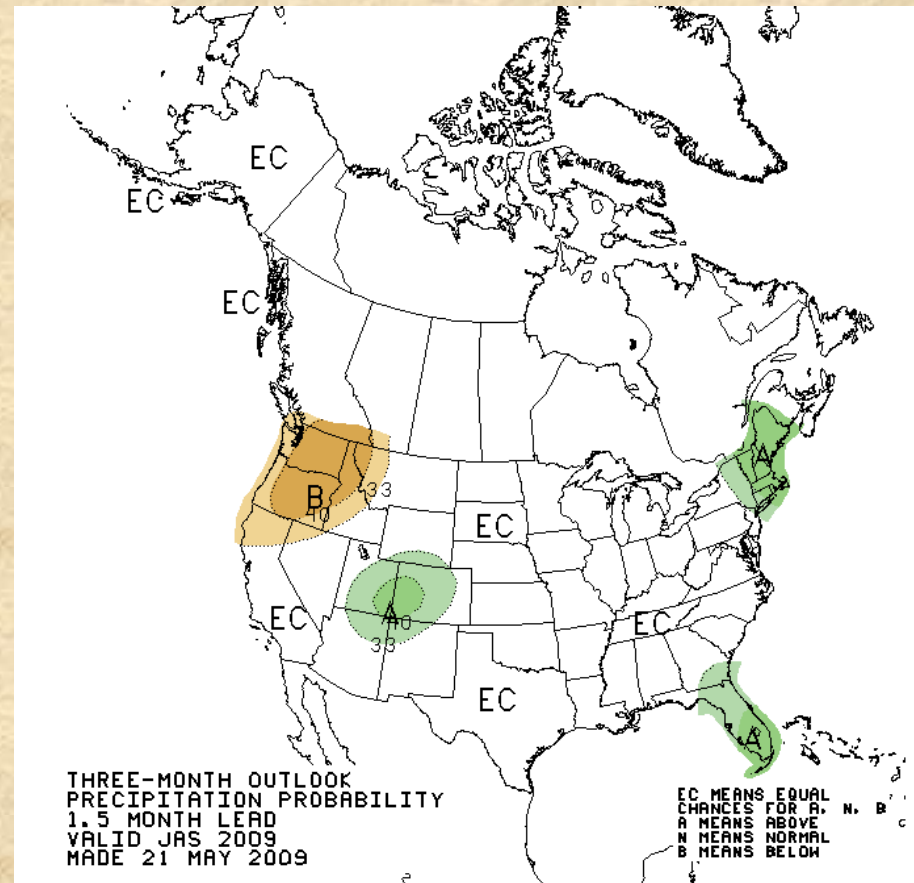 EC
EC
EC
B
40
33
A
EC
A
40
33
EC
EC
EC
A
THREE-MONTH OUTLOOK
PRECIPITATION PROBABILITY
1.5 MONTH LEAD
VALID JAS 2009
MADE 21 MAY 2009
EC MEANS EQUAL
CHANCES FOR A, N, B
A MEANS ABOVE
N MEANS NORMAL
B MEANS BELOW